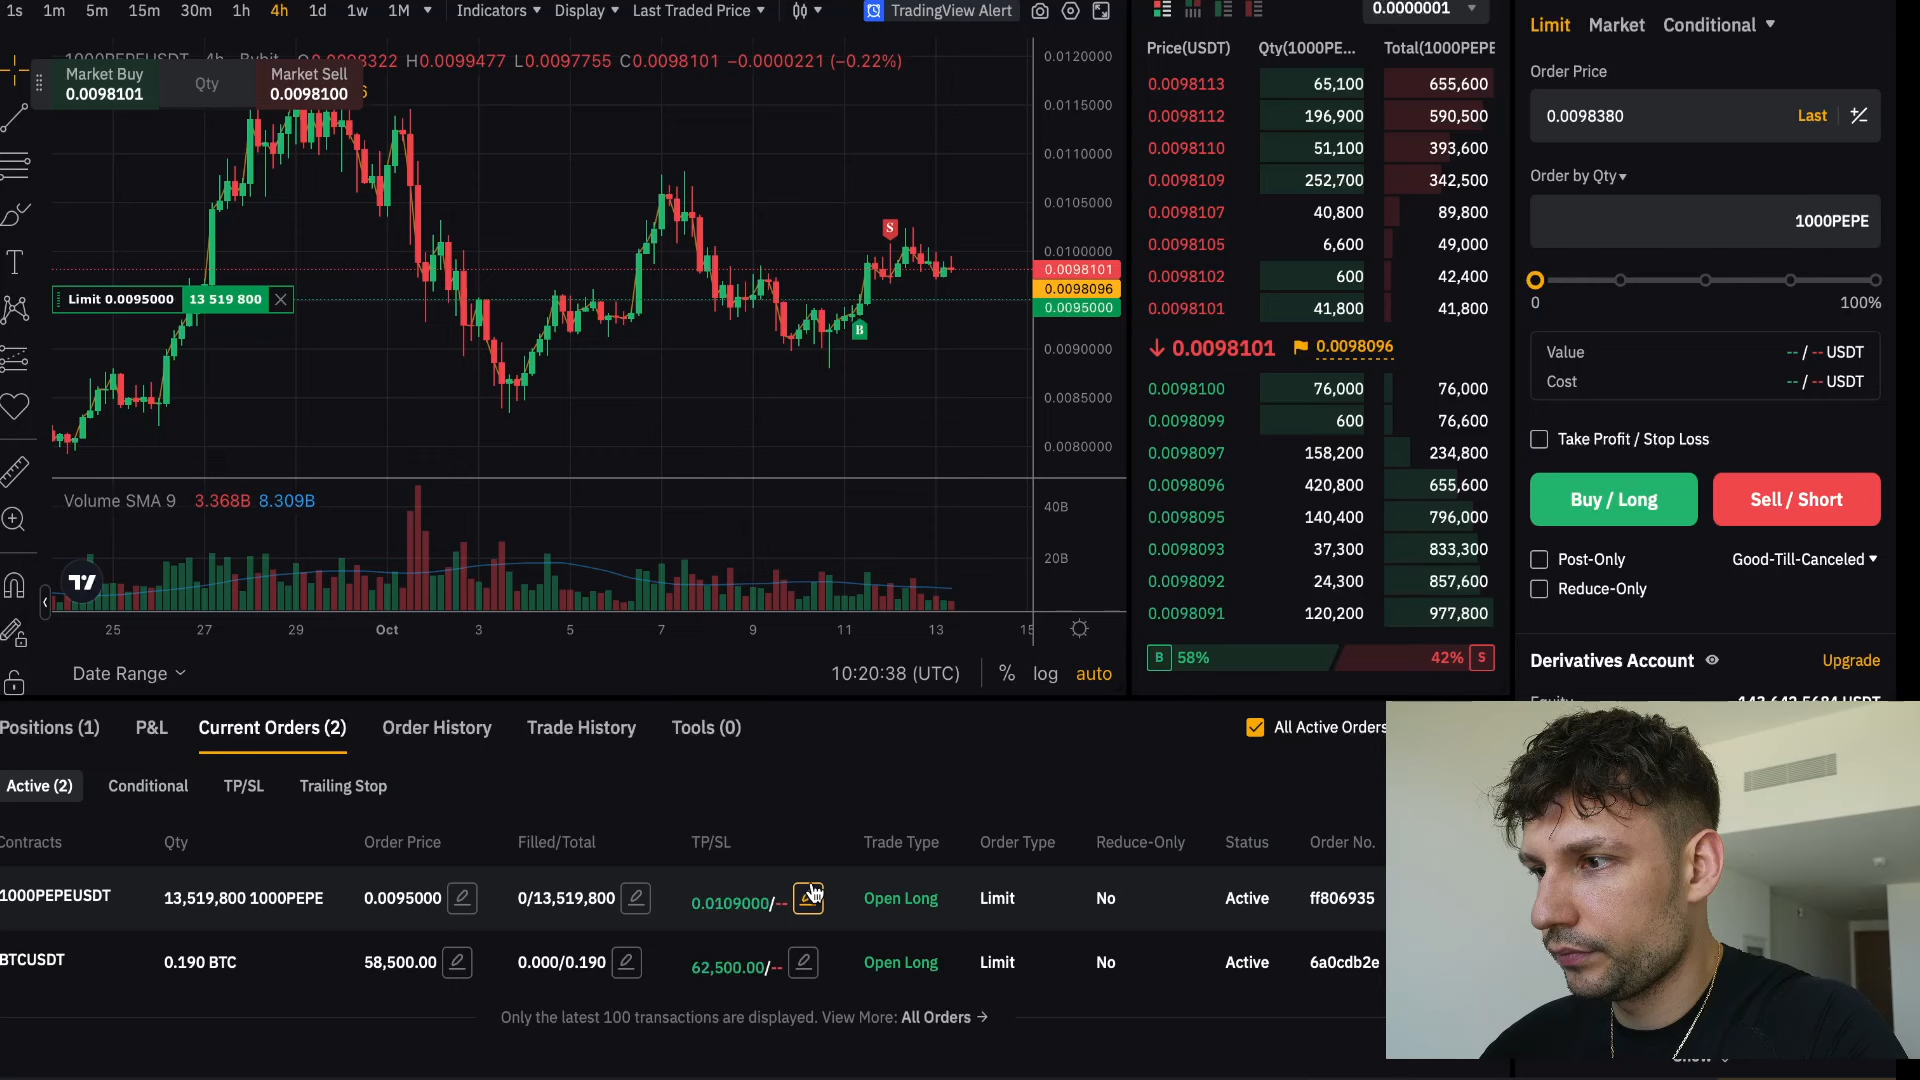 1s 1m 5m 15m 30m 1h 4h 1d 1w 1M Indicators Display Last Traded Price TradingView Alert
O0.0098322 H0.0099477 L0.0097755 C0.0098101 −0.0000221 (−0.22%)
Market Buy
0.0098101
Qty
Market Sell
0.0098100
Limit 0.0095000 13 519 800
S
B
0.0120000
0.0115000
0.0110000
0.0105000
0.0100000
0.0098101
0.0098096
0.0095000
0.0090000
0.0085000
0.0080000
Volume SMA 9 3.368B 8.309B
40B
20B
25 27 29 Oct 3 5 7 9 11 13 15
Date Range
10:20:38 (UTC) % log auto
0.0000001
Price(USDT) Qty(1000PE... Total(1000PEPE
0.0098113 65,100 655,600
0.0098112 196,900 590,500
0.0098110 51,100 393,600
0.0098109 252,700 342,500
0.0098107 40,800 89,800
0.0098105 6,600 49,000
0.0098102 600 42,400
0.0098101 41,800 41,800
0.0098101 0.0098096
0.0098100 76,000 76,000
0.0098099 600 76,600
0.0098097 158,200 234,800
0.0098096 420,800 655,600
0.0098095 140,400 796,000
0.0098093 37,300 833,300
0.0098092 24,300 857,600
0.0098091 120,200 977,800
B 58% 42% S
Limit Market Conditional
Order Price
0.0098380 Last
Order by Qty
1000PEPE
0 100%
Value -- / -- USDT
Cost -- / -- USDT
Take Profit / Stop Loss
Buy / Long Sell / Short
Post-Only Good-Till-Canceled
Reduce-Only
Derivatives Account Upgrade
Positions (1) P&L Current Orders (2) Order History Trade History Tools (0) All Active Orders
Active (2) Conditional TP/SL Trailing Stop
Contracts Qty Order Price Filled/Total TP/SL Trade Type Order Type Reduce-Only Status Order No.
1000PEPEUSDT 13,519,800 1000PEPE 0.0095000 0/13,519,800 0.0109000/-- Open Long Limit No Active ff806935
BTCUSDT 0.190 BTC 58,500.00 0.000/0.190 62,500.00/-- Open Long Limit No Active 6a0cdb2e
Only the latest 100 transactions are displayed. View More: All Orders →